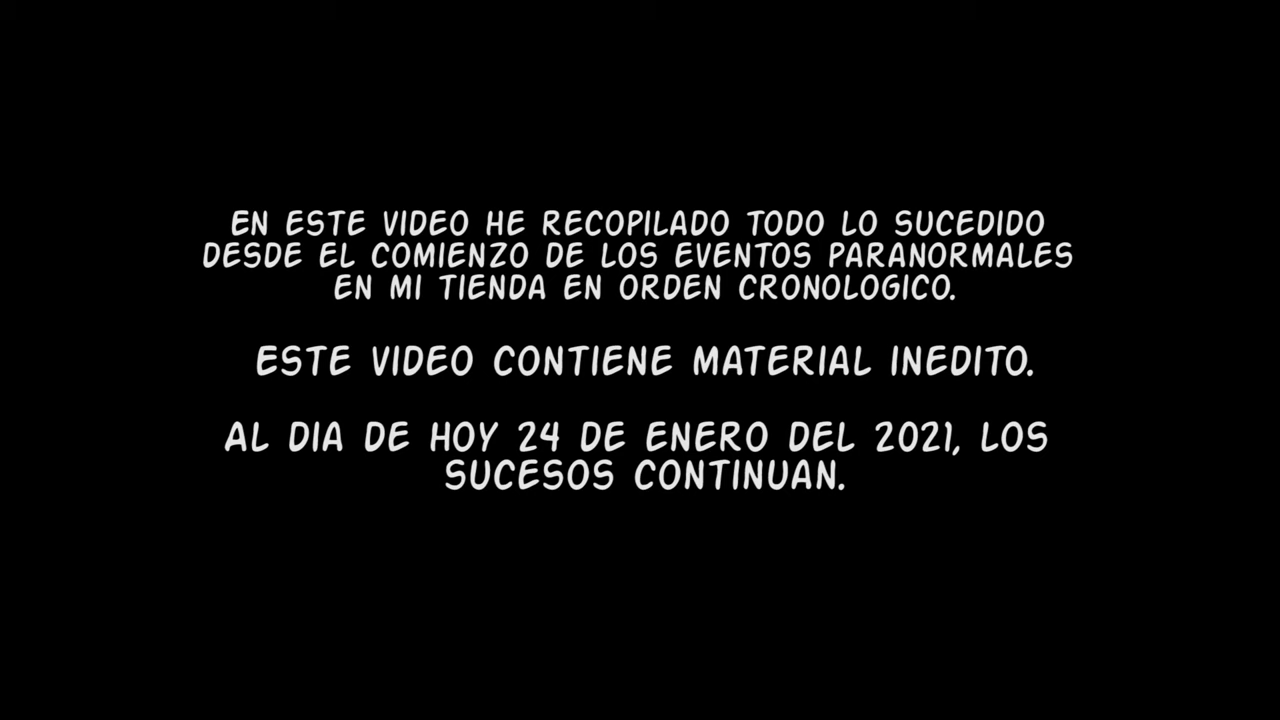 EN ESTE VIDEO HE RECOPILADO TODO LO SUCEDIDO
DESDE EL COMIENZO DE LOS EVENTOS PARANORMALES
EN MI TIENDA EN ORDEN CRONOLOGICO.
ESTE VIDEO CONTIENE MATERIAL INEDITO.
AL DIA DE HOY 24 DE ENERO DEL 2021, LOS
SUCESOS CONTINUAN.